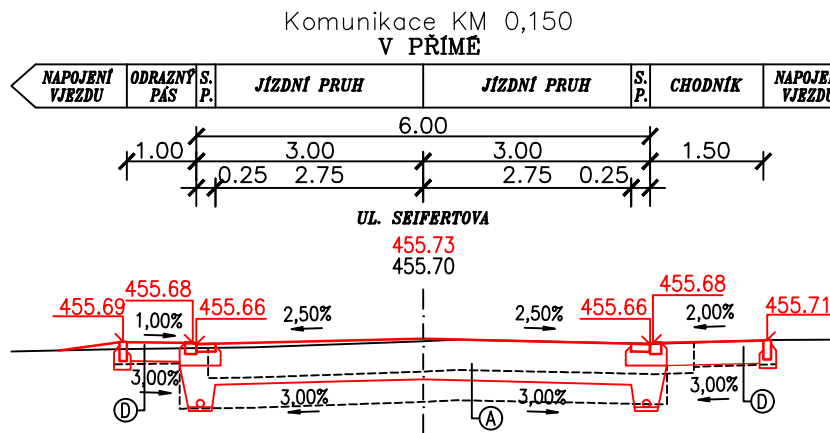 Komunikace KM 0,150
V PŘÍMÉ
NAPOJENÍ VJEZDU
ODRAZNÝ PÁS
S. P.
JÍZDNÍ PRUH
JÍZDNÍ PRUH
S. P.
CHODNÍK
NAPOJE
VJEZDU
6.00
1.00
3.00
3.00
1.50
0.25
2.75
2.75
0.25
UL. SEIFERTOVA
455.73
455.70
455.69
455.68
455.66
455.66
455.68
455.71
1,00%
2,50%
2,50%
2,00%
3,00%
3,00%
3,00%
3,00%
D
A
D